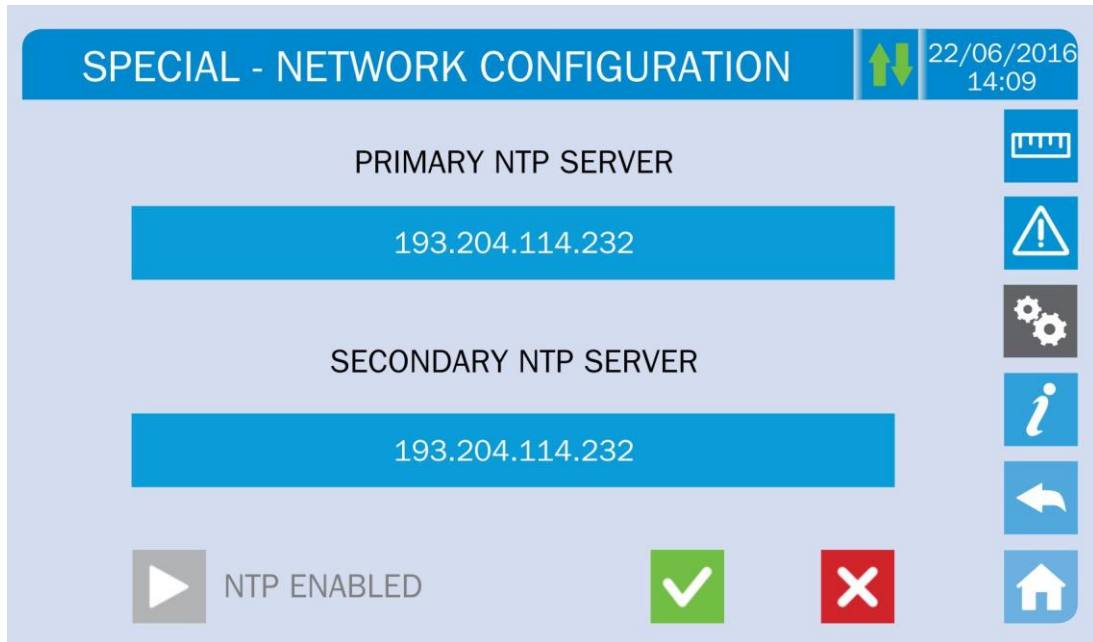 SPECIAL - NETWORK CONFIGURATION
22/06/2016
14:09
PRIMARY NTP SERVER
193.204.114.232
SECONDARY NTP SERVER
193.204.114.232
NTP ENABLED